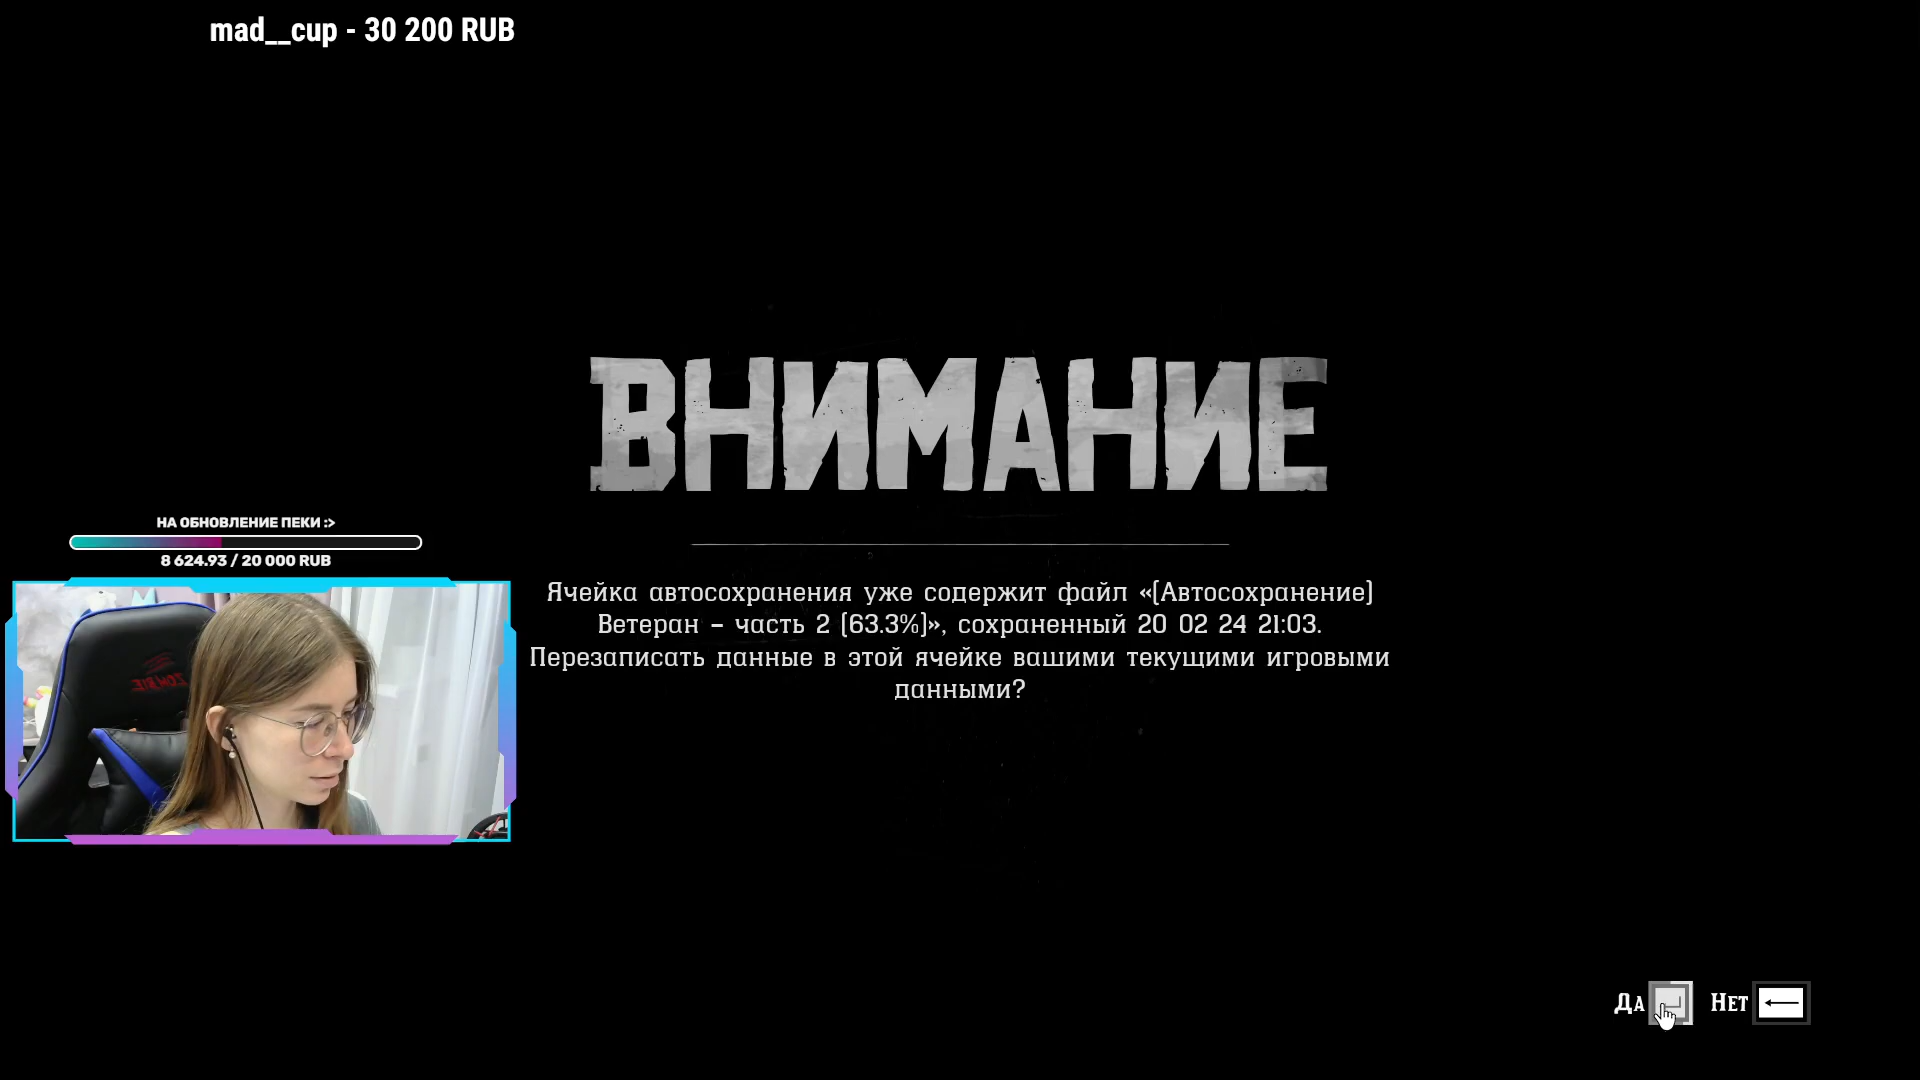 mad__cup - 30 200 RUB
ВНИМАНИЕ
НА ОБНОВЛЕНИЕ ПЕКИ :>
8 624.93 / 20 000 RUB
Ячейка автосохранения уже содержит файл «(Автосохранение)
Ветеран – часть 2 (63.3%)», сохраненный 20 02 24 21:03.
Перезаписать данные в этой ячейке вашими текущими игровыми
данными?
ZOMBIE
Да Нет